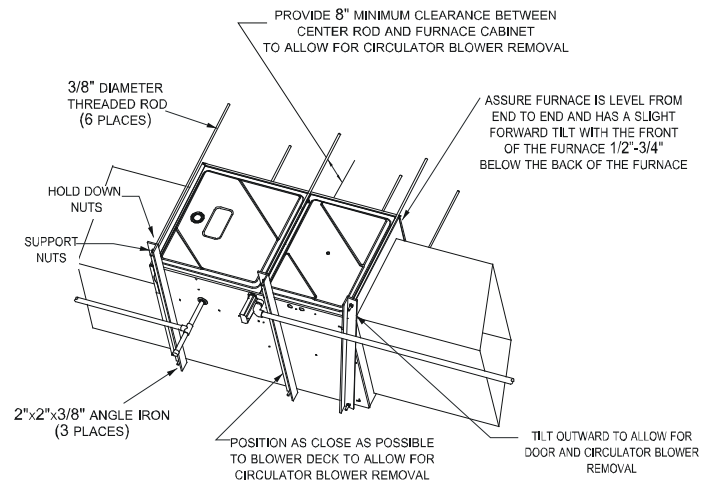 PROVIDE 8" MINIMUM CLEARANCE BETWEEN
CENTER ROD AND FURNACE CABINET
TO ALLOW FOR CIRCULATOR BLOWER REMOVAL
3/8" DIAMETER
THREADED ROD
(6 PLACES)
ASSURE FURNACE IS LEVEL FROM
END TO END AND HAS A SLIGHT
FORWARD TILT WITH THE FRONT
OF THE FURNACE 1/2"-3/4"
BELOW THE BACK OF THE FURNACE
HOLD DOWN
NUTS
SUPPORT
NUTS
2"x2"x3/8" ANGLE IRON
(3 PLACES)
POSITION AS CLOSE AS POSSIBLE
TO BLOWER DECK TO ALLOW FOR
CIRCULATOR BLOWER REMOVAL
TILT OUTWARD TO ALLOW FOR
DOOR AND CIRCULATOR BLOWER
REMOVAL